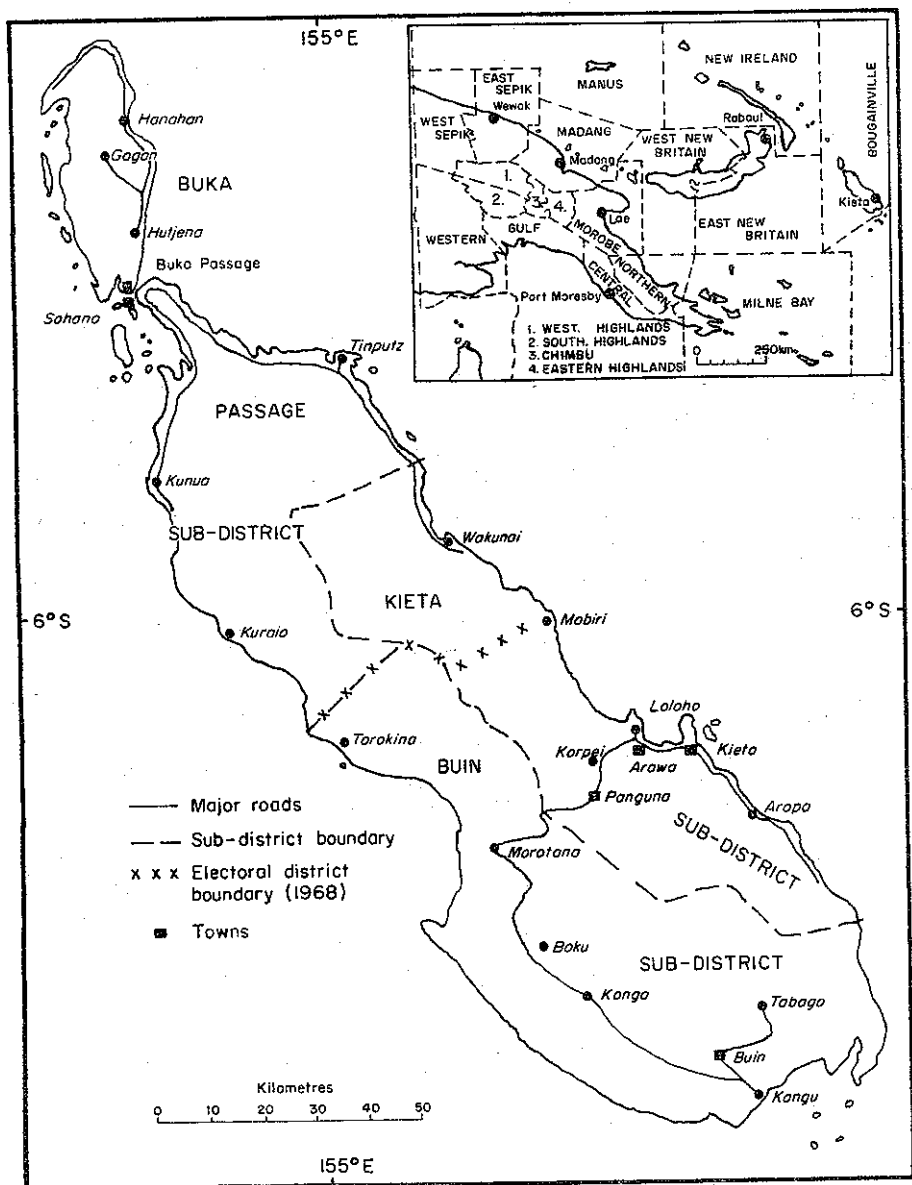 155°E
Hanahan
Gagan
BUKA
Hutjena
Buka Passage
Sohano
Tinputz
PASSAGE
Kunua
SUB-DISTRICT
Wakunai
KIETA
6°S
6°S
Mabiri
Kuraio
Loloho
Torokina
Korpei
Arawa
Kieta
BUIN
Panguna
Aropa
SUB-DISTRICT
Morotana
Boku
SUB-DISTRICT
Konga
Tabago
Buin
Kangu
Major roads
Sub-district boundary
x x x Electoral district
boundary (1968)
Towns
Kilometres
0 10 20 30 40 50
155°E
NEW IRELAND
MANUS
EAST
SEPIK
Wewak
WEST
SEPIK
MADANG
Madang
Rabaul
WEST NEW
BRITAIN
BOUGAINVILLE
Kieta
1.
2.
3.
4.
Lae
GULF
MOROBE
EAST NEW
BRITAIN
WESTERN
NORTHERN
CENTRAL
Port Moresby
MILNE BAY
1. WEST. HIGHLANDS
2. SOUTH. HIGHLANDS
3. CHIMBU
4. EASTERN HIGHLANDS
0 250km